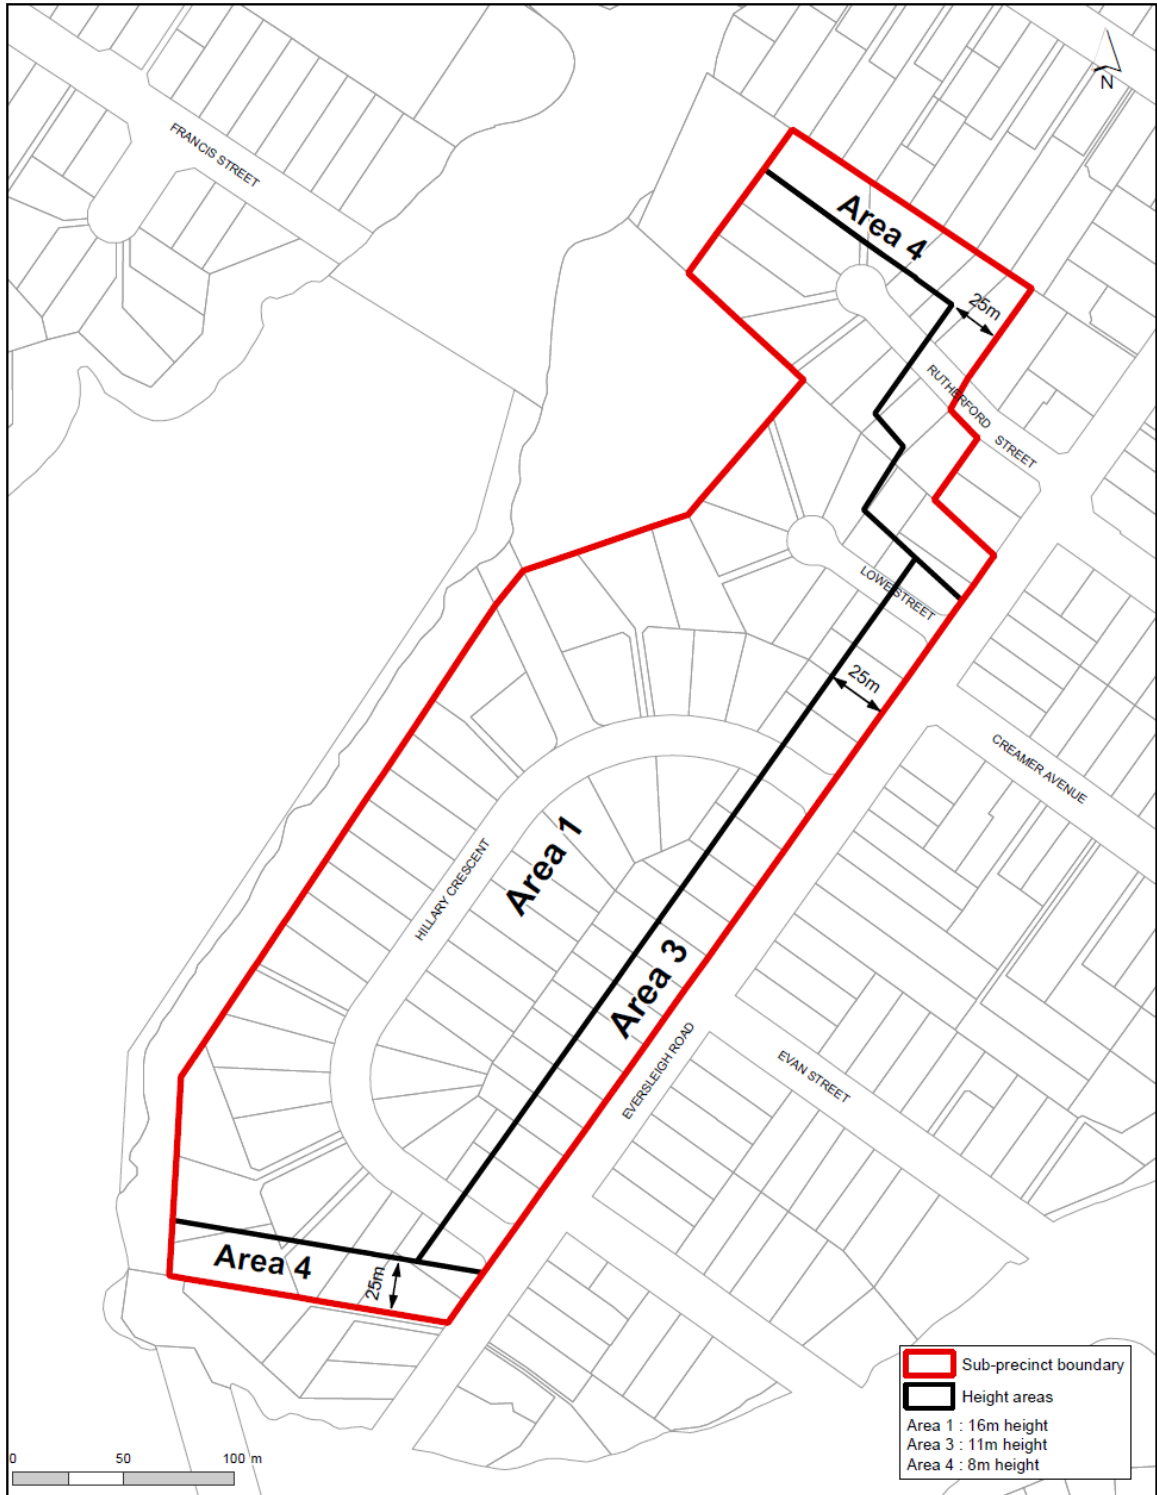 N
FRANCIS STREET
Area 4
25m
RUTHERFORD STREET
LOWE STREET
25m
CREAMER AVENUE
HILLARY CRESCENT
Area 1
Area 3
EVERSLEIGH ROAD
EVAN STREET
Area 4
25m
Sub-precinct boundary
Height areas
Area 1 : 16m height
Area 3 : 11m height
Area 4 : 8m height
0 50 100 m